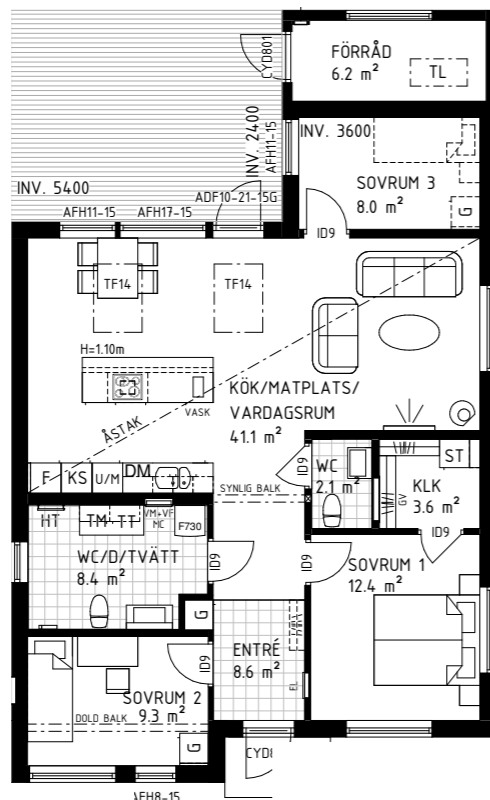 CYD801
FÖRRÅD
6.2 m²
TL
INV. 2400
AFH11-15
INV. 3600
INV. 5400
SOVRUM 3
8.0 m²
G
AFH11-15
AFH17-15
ADF10-21-15G
ID9
TF14
TF14
H=1.10m
VASK
KÖK/MATPLATS/
VARDAGSRUM
41.1 m²
ÅSTAK
F
KS
U/M
DM
SYNLIG BALK
ID9
WC
2.1 m²
GV
KLK
3.6 m²
ST
HT
TM
TT
VM+VF
MC
F730
WC/D/TVÄTT
8.4 m²
ID9
ID9
ID9
SOVRUM 1
12.4 m²
G
ENTRÉ
8.6 m²
EL
ID9
SOVRUM 2
9.3 m²
DOLD BALK
G
CYD8
AFH8-15